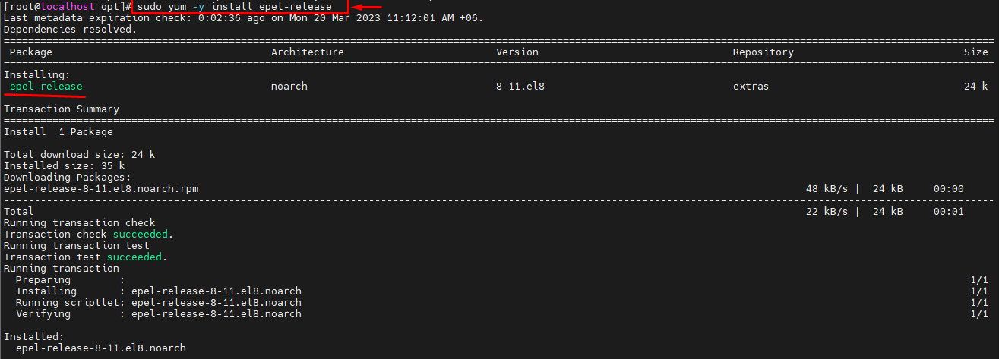 [root@localhost opt]# sudo yum -y install epel-release
Last metadata expiration check: 0:02:36 ago on Mon 20 Mar 2023 11:12:01 AM +06.
Dependencies resolved.
Package Architecture Version Repository Size
Installing:
epel-release noarch 8-11.el8 extras 24 k
Transaction Summary
Install 1 Package
Total download size: 24 k
Installed size: 35 k
Downloading Packages:
epel-release-8-11.el8.noarch.rpm 48 kB/s | 24 kB 00:00
Total 22 kB/s | 24 kB 00:01
Running transaction check
Transaction check succeeded.
Running transaction test
Transaction test succeeded.
Running transaction
Preparing : 1/1
Installing : epel-release-8-11.el8.noarch 1/1
Running scriptlet: epel-release-8-11.el8.noarch 1/1
Verifying : epel-release-8-11.el8.noarch 1/1
Installed:
epel-release-8-11.el8.noarch